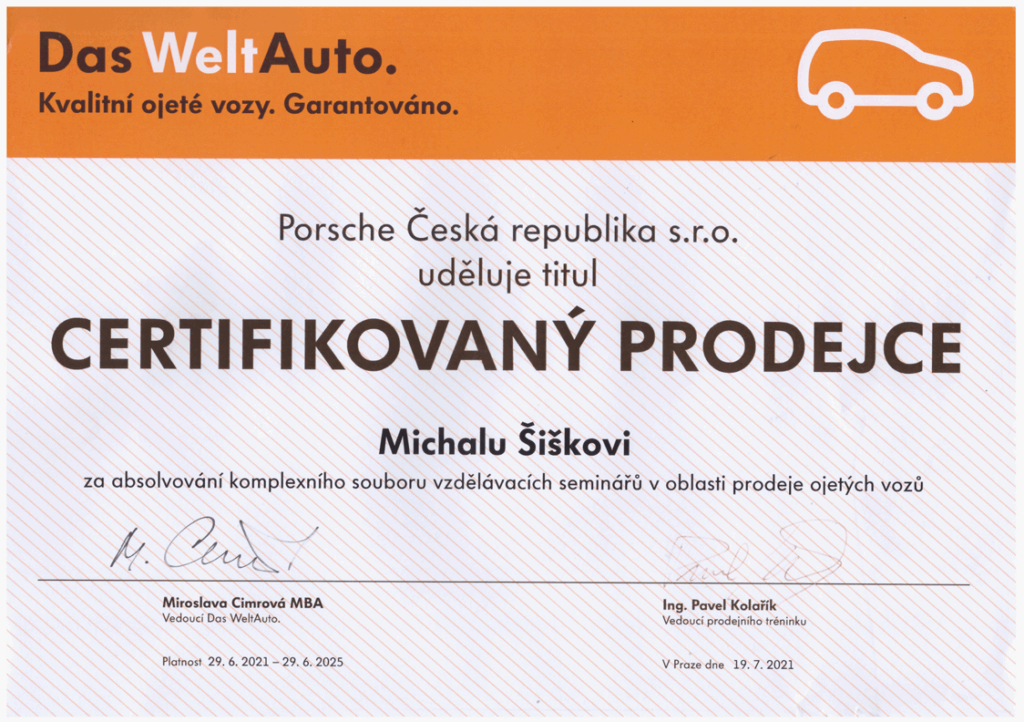 Das WeltAuto.
Kvalitní ojeté vozy. Garantováno.
Porsche Česká republika s.r.o.
uděluje titul
CERTIFIKOVANÝ PRODEJCE
Michalu Šiškovi
za absolvování komplexního souboru vzdělávacích seminářů v oblasti prodeje ojetých vozů
Miroslava Cimrová MBA
Vedoucí Das WeltAuto.
Ing. Pavel Kolařík
Vedoucí prodejního tréninku
Platnost 29. 6. 2021 – 29. 6. 2025
V Praze dne 19. 7. 2021